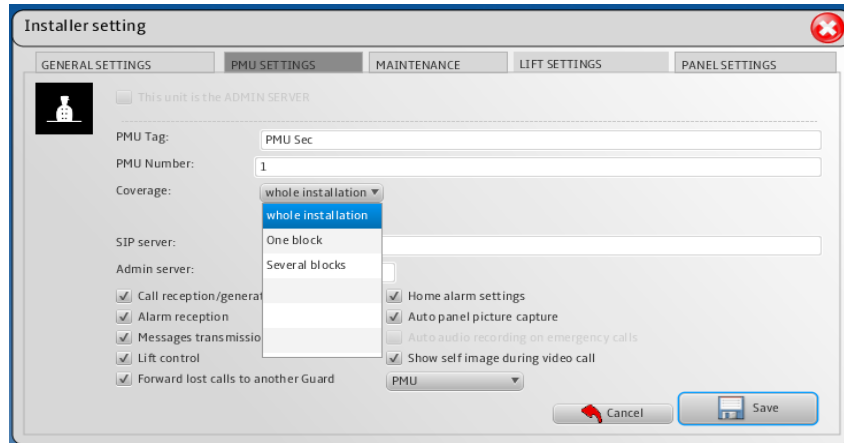 Installer setting
GENERAL SETTINGS
PMU SETTINGS
MAINTENANCE
LIFT SETTINGS
PANEL SETTINGS
This unit is the ADMIN SERVER
PMU Tag:
PMU Sec
PMU Number:
1
Coverage:
whole installation
whole installation
One block
Several blocks
SIP server:
Admin server:
Call reception/generat
Home alarm settings
Alarm reception
Auto panel picture capture
Messages transmissio
Auto audio recording on emergency calls
Lift control
Show self image during video call
Forward lost calls to another Guard
PMU
Cancel
Save